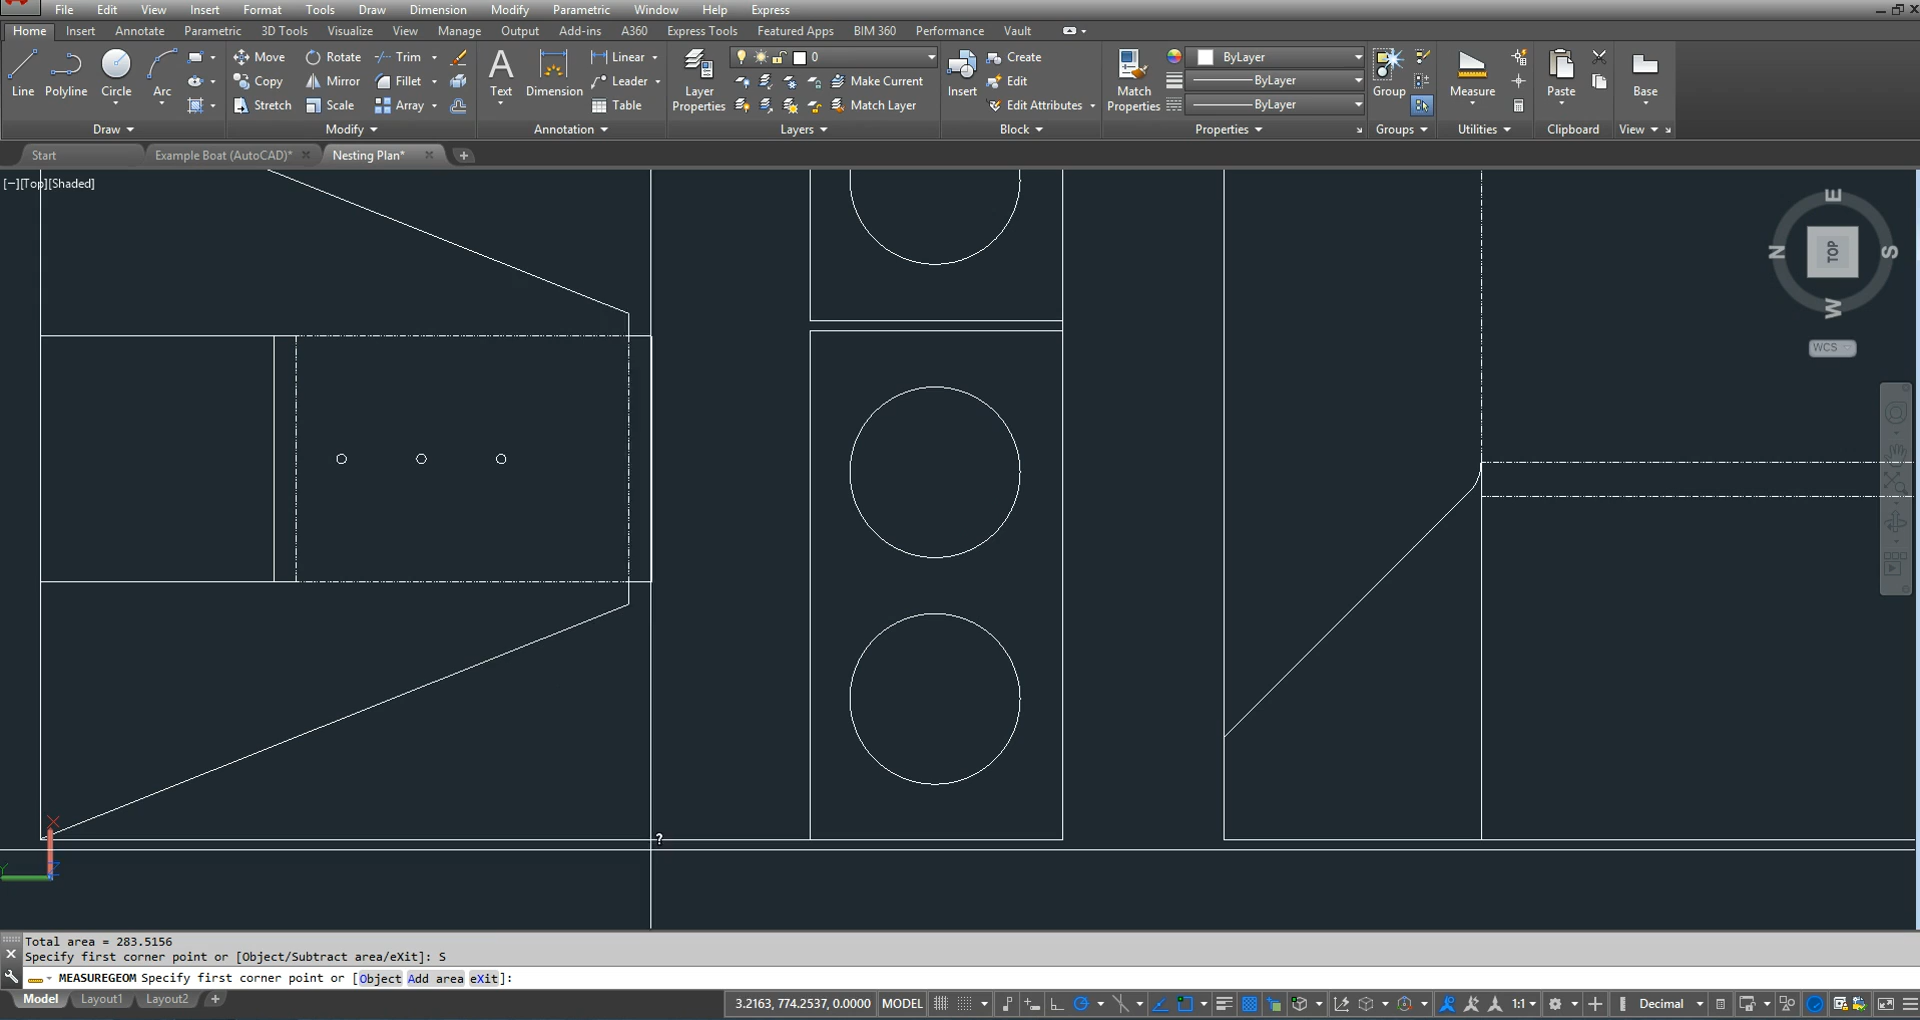 File Edit View Insert Format Tools Draw Dimension Modify Parametric Window Help Express
Home Insert Annotate Parametric 3D Tools Visualize View Manage Output Add-ins A360 Express Tools Featured Apps BIM 360 Performance Vault
Line Polyline Circle Arc
Move Rotate Trim
Copy Mirror Fillet
Stretch Scale Array
Text Dimension
Linear
Leader
Table
Layer Properties
0
Make Current
Match Layer
Insert
Create
Edit
Edit Attributes
Match Properties
ByLayer
ByLayer
ByLayer
Group
Measure
Paste
Base
Draw Modify Annotation Layers Block Properties Groups Utilities Clipboard View
Start Example Boat (AutoCAD)* Nesting Plan*
[−][Top][Shaded]
E
N TOP S
W
WCS
?
X
Y
Z
Total area = 283.5156
Specify first corner point or [Object/Subtract area/eXit]: S
MEASUREGEOM Specify first corner point or [Object Add area eXit]:
Model Layout1 Layout2 +
3.2163, 774.2537, 0.0000 MODEL 1:1 Decimal